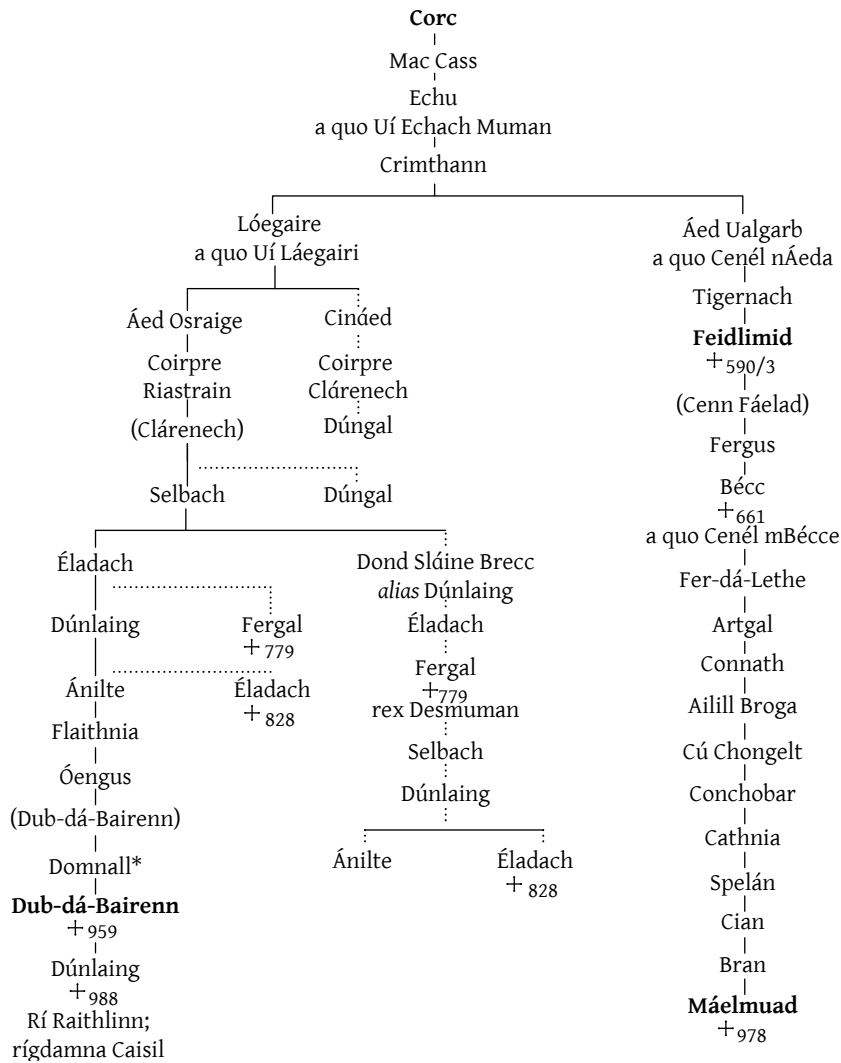 Corc
Mac Cass
Echu
a quo Uí Echach Muman
Crimthann
Lóegaire
a quo Uí Láegairi
Áed Ualgarb
a quo Cenél nÁeda
Áed Osraige
Cináed
Tigernach
Feidlimid
+590/3
Coirpre
Riastrain
Coirpre
Clárenech
(Cenn Fáelad)
(Clárenech)
Dúngal
Fergus
Selbach
Dúngal
Bécc
+661
a quo Cenél mBécce
Éladach
Dond Sláine Brecc
alias Dúnlaing
Fer-dá-Lethe
Dúnlaing
Fergal
+779
Éladach
Artgal
Fergal
+779
rex Desmuman
Connath
Ánilte
Éladach
+828
Ailill Broga
Flaithnia
Selbach
Cú Chongelt
Óengus
Dúnlaing
Conchobar
(Dub-dá-Bairenn)
Cathnia
Domnall*
Ánilte
Éladach
+828
Spelán
Dub-dá-Bairenn
+959
Cian
Dúnlaing
+988
Bran
Rí Raithlinn;
rígdamna Caisil
Máelmuad
+978